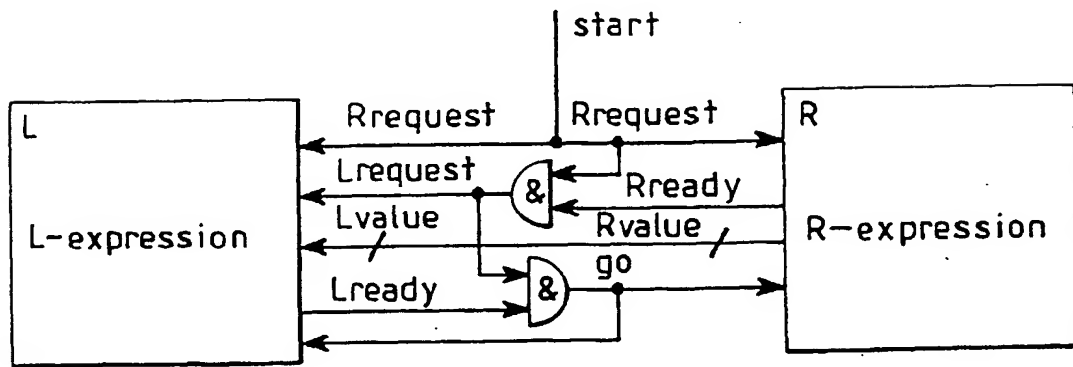 start
L
Rrequest
Rrequest
R
Lrequest
&
Rready
L-expression
Lvalue
Rvalue
R-expression
go
Lready
&